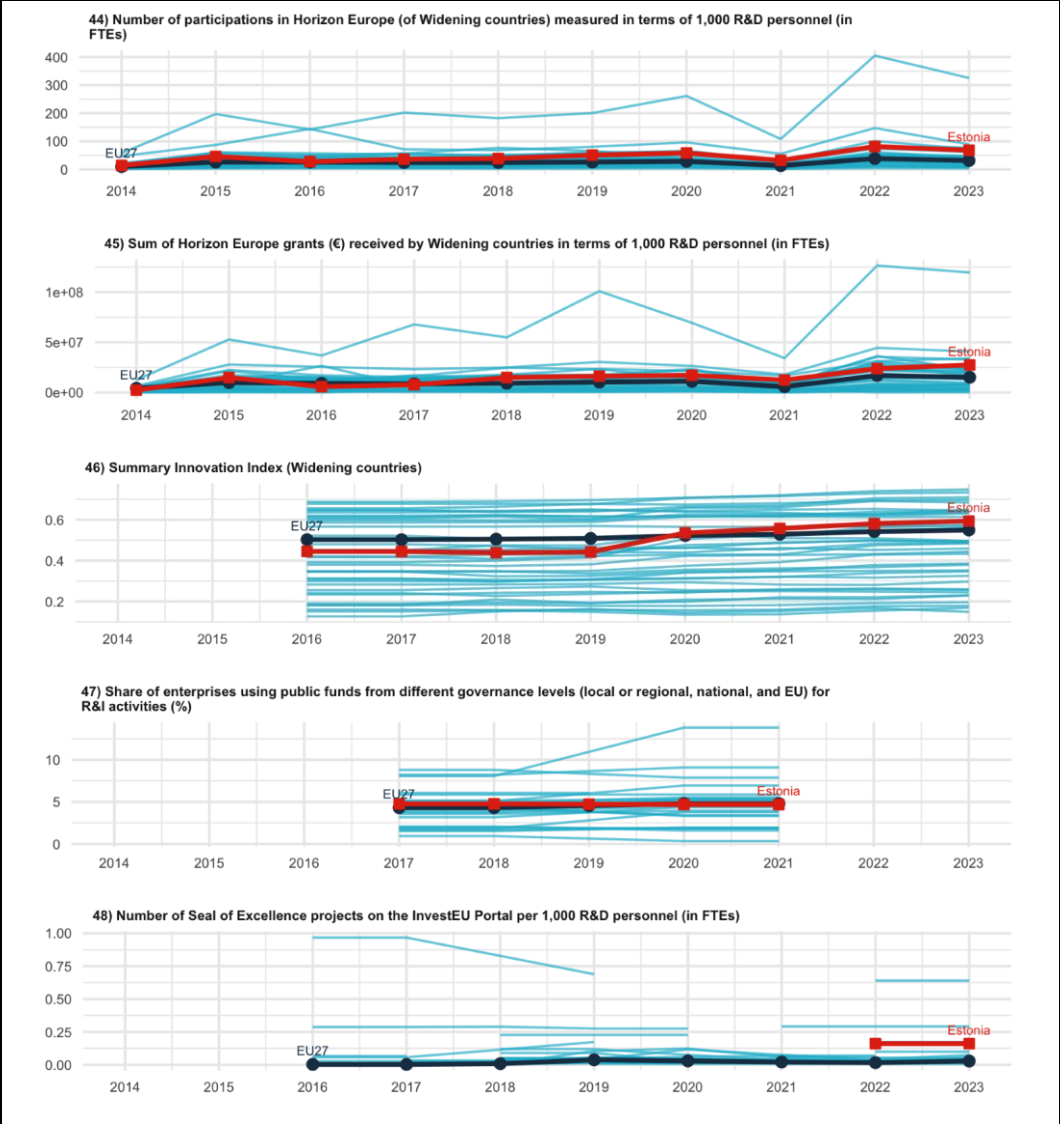 44) Number of participations in Horizon Europe (of Widening countries) measured in terms of 1,000 R&D personnel (in
FTEs)
400
300
200
100
0
EU27
Estonia
2014 2015 2016 2017 2018 2019 2020 2021 2022 2023
45) Sum of Horizon Europe grants (€) received by Widening countries in terms of 1,000 R&D personnel (in FTEs)
1e+08
5e+07
0e+00
EU27
Estonia
2014 2015 2016 2017 2018 2019 2020 2021 2022 2023
46) Summary Innovation Index (Widening countries)
0.6
0.4
0.2
EU27
Estonia
2014 2015 2016 2017 2018 2019 2020 2021 2022 2023
47) Share of enterprises using public funds from different governance levels (local or regional, national, and EU) for
R&I activities (%)
10
5
0
EU27
Estonia
2014 2015 2016 2017 2018 2019 2020 2021 2022 2023
48) Number of Seal of Excellence projects on the InvestEU Portal per 1,000 R&D personnel (in FTEs)
1.00
0.75
0.50
0.25
0.00
EU27
Estonia
2014 2015 2016 2017 2018 2019 2020 2021 2022 2023